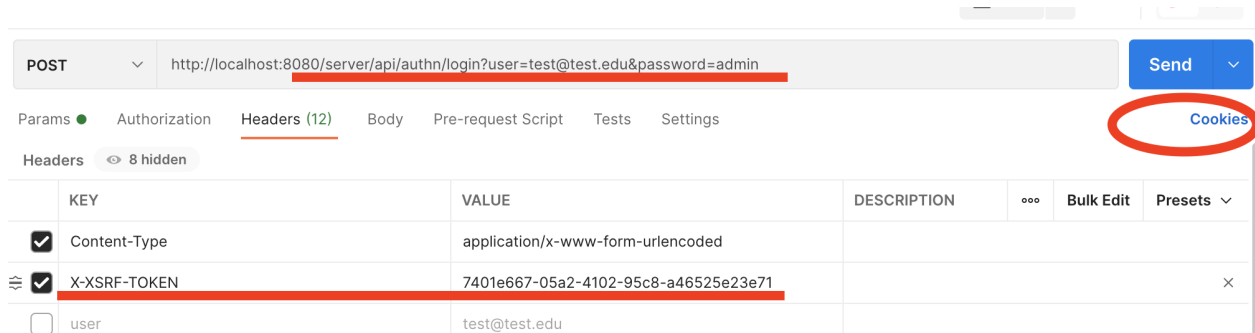 POST http://localhost:8080/server/api/authn/login?user=test@test.edu&password=admin Send
Params Authorization Headers (12) Body Pre-request Script Tests Settings Cookies
Headers 8 hidden
KEY VALUE DESCRIPTION ooo Bulk Edit Presets
Content-Type application/x-www-form-urlencoded
X-XSRF-TOKEN 7401e667-05a2-4102-95c8-a46525e23e71
user test@test.edu